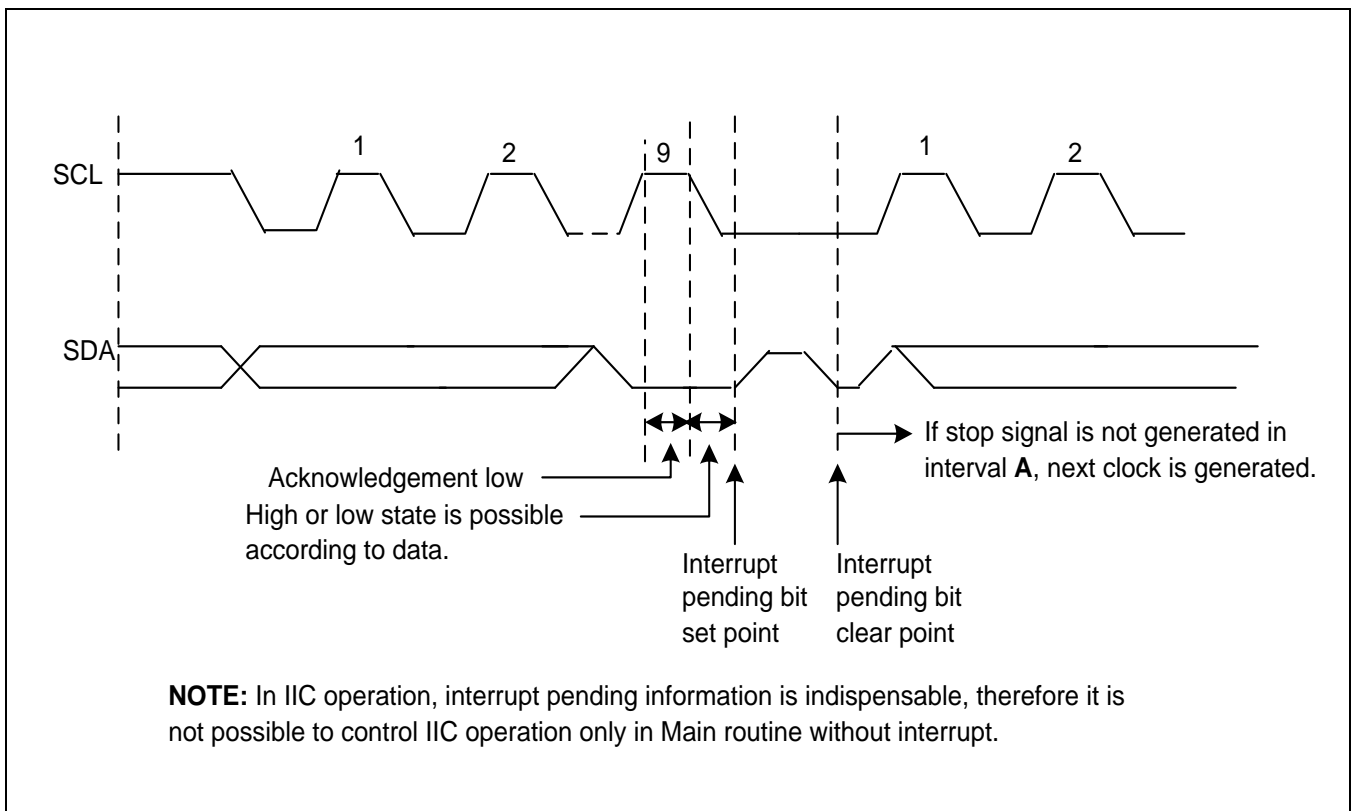 1
2
9
1
2
SCL
SDA
If stop signal is not generated in
interval A, next clock is generated.
Acknowledgement low
High or low state is possible
according to data.
Interrupt
pending bit
set point
Interrupt
pending bit
clear point
NOTE: In IIC operation, interrupt pending information is indispensable, therefore it is
not possible to control IIC operation only in Main routine without interrupt.